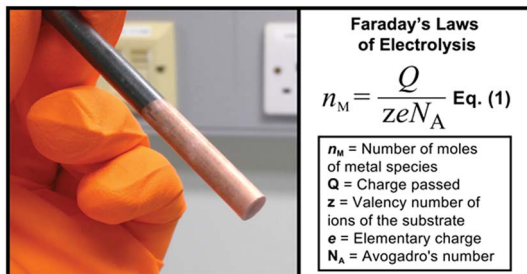 Faraday's Laws
of Electrolysis
n_M = Q / zeN_A Eq. (1)
n_M = Number of moles
of metal species
Q = Charge passed
z = Valency number of
ions of the substrate
e = Elementary charge
N_A = Avogadro's number